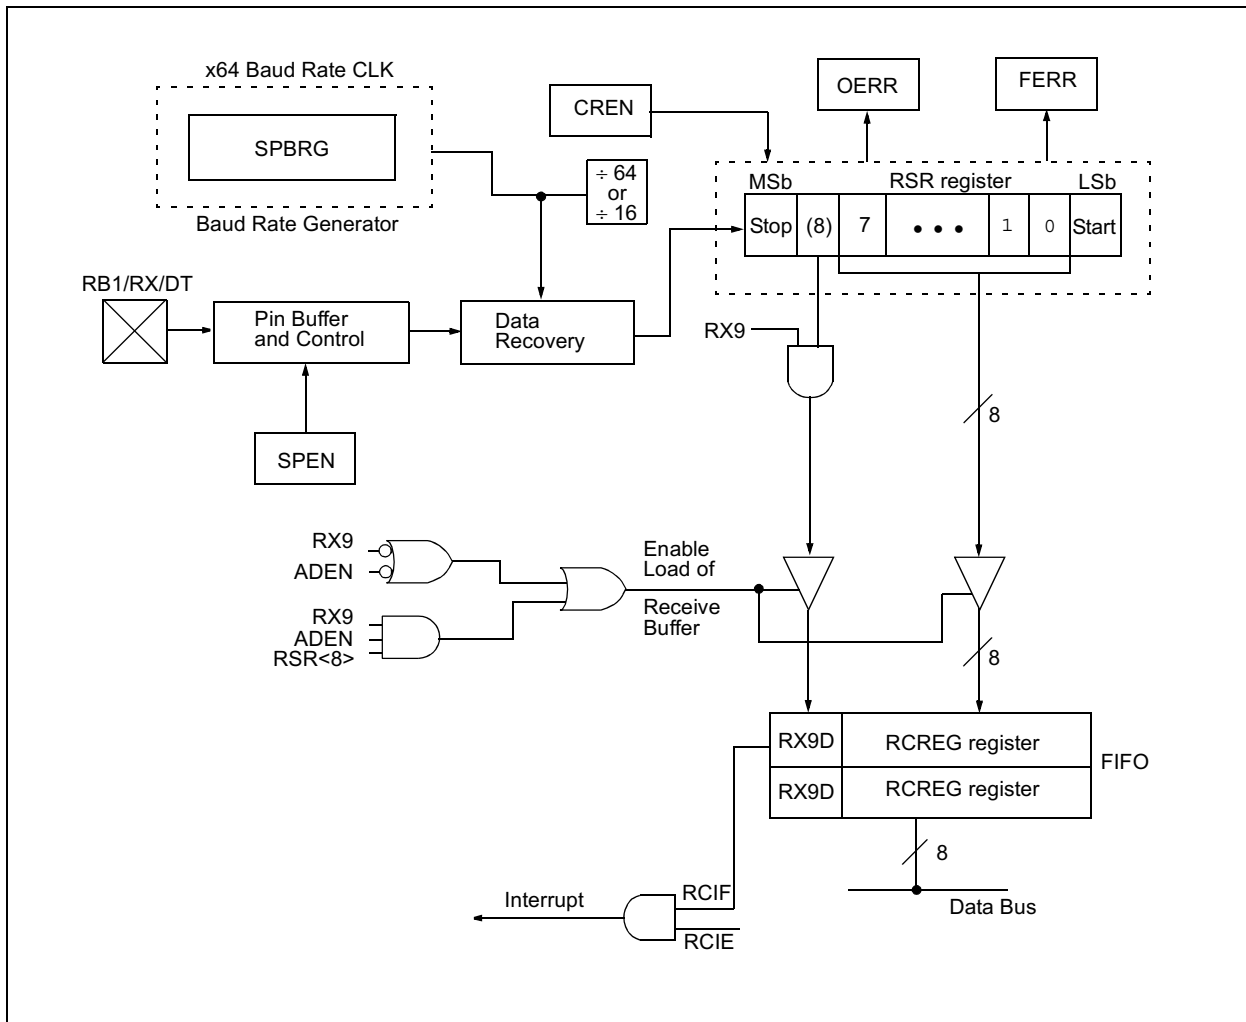 x64 Baud Rate CLK
SPBRG
Baud Rate Generator
CREN
OERR
FERR
÷ 64
or
÷ 16
MSb
RSR register
LSb
Stop
(8)
7
• • •
1
0
Start
RB1/RX/DT
Pin Buffer
and Control
Data
Recovery
RX9
SPEN
8
RX9
ADEN
Enable
Load of
Receive
Buffer
RX9
ADEN
RSR<8>
8
RX9D
RCREG register
FIFO
RX9D
RCREG register
8
Interrupt
RCIF
RCIE
Data Bus